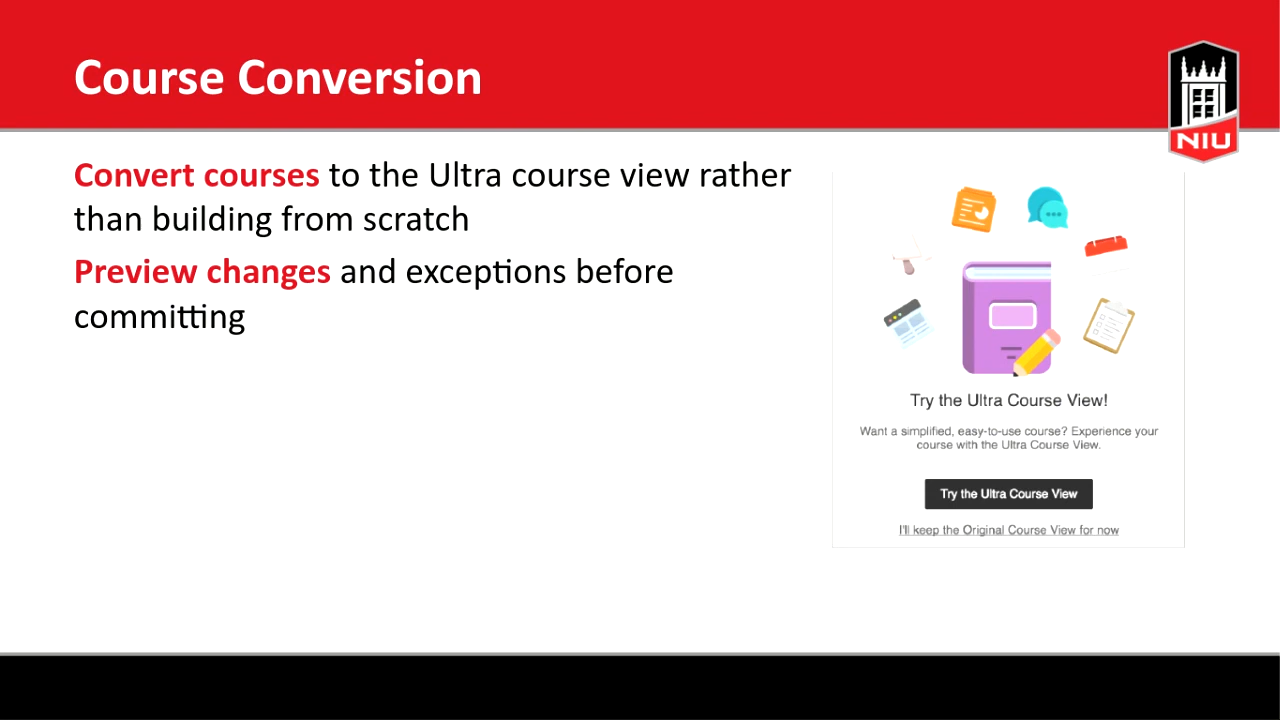 Course Conversion
NIU
Convert courses to the Ultra course view rather
than building from scratch
Preview changes and exceptions before
committing
Try the Ultra Course View!
Want a simplified, easy-to-use course? Experience your
course with the Ultra Course View.
Try the Ultra Course View
I'll keep the Original Course View for now